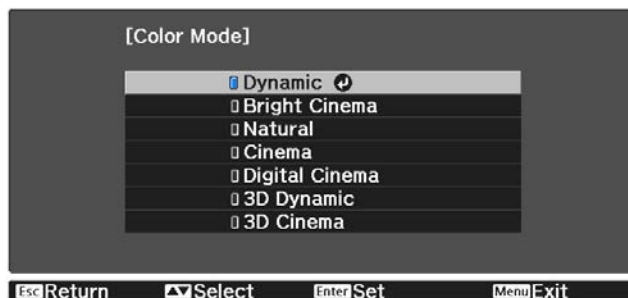 [Color Mode]
Dynamic
Bright Cinema
Natural
Cinema
Digital Cinema
3D Dynamic
3D Cinema
Esc Return Select Enter Set Menu Exit